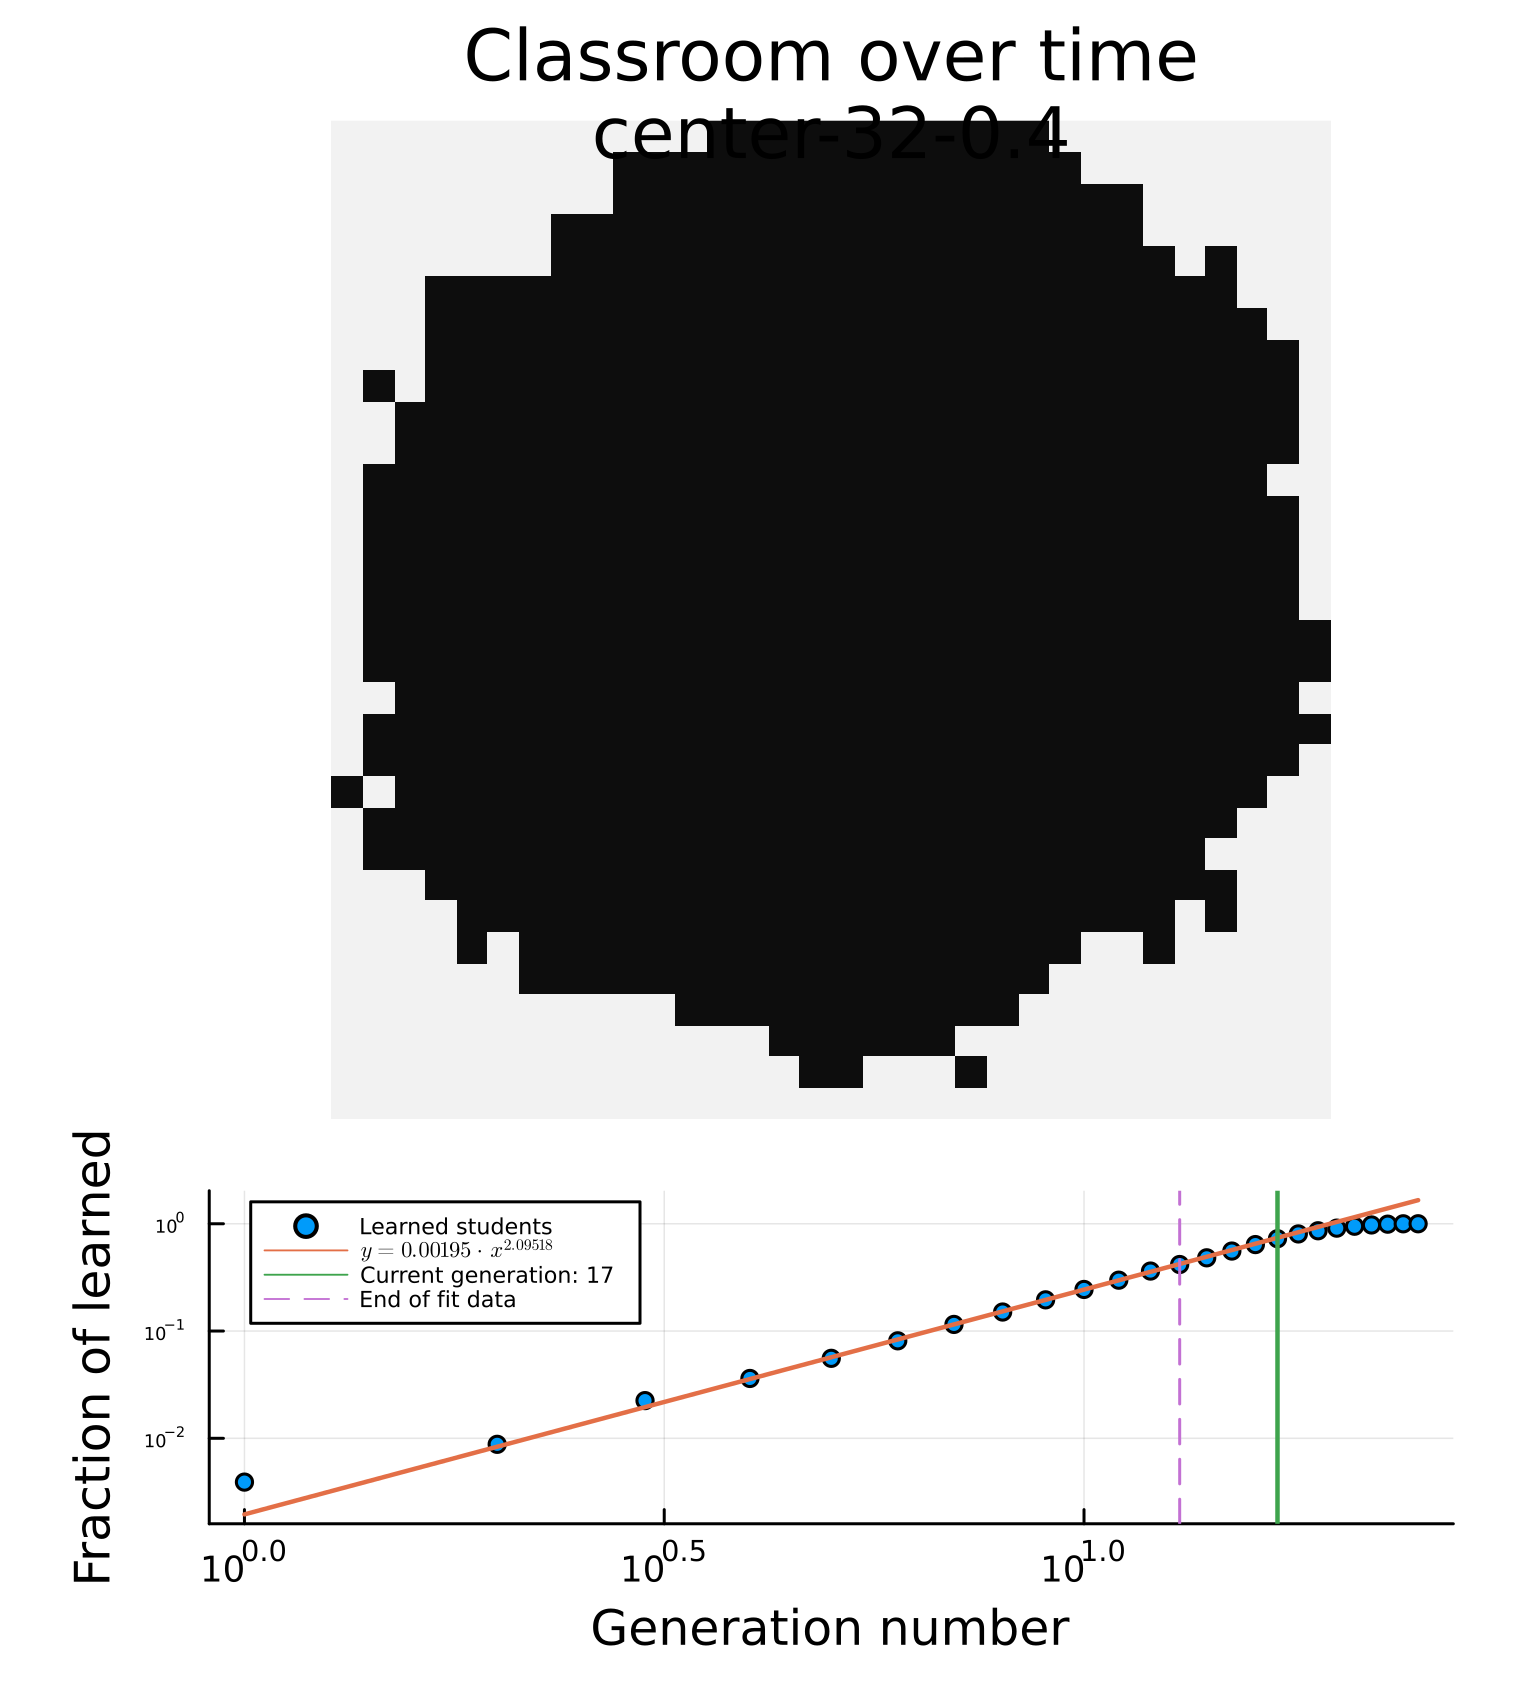 Classroom over time
center-32-0.4
Fraction of learned
10⁰
10⁻¹
10⁻²
Learned students
y = 0.00195 · x^2.09518
Current generation: 17
End of fit data
10^0.0
10^0.5
10^1.0
Generation number